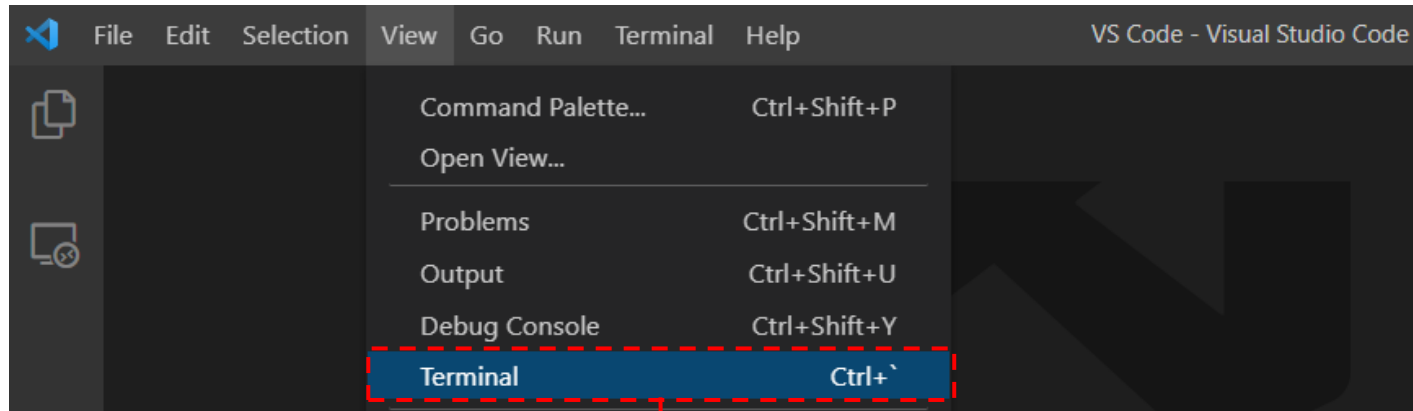 File Edit Selection View Go Run Terminal Help VS Code - Visual Studio Code
Command Palette... Ctrl+Shift+P
Open View...
Problems Ctrl+Shift+M
Output Ctrl+Shift+U
Debug Console Ctrl+Shift+Y
Terminal Ctrl+`